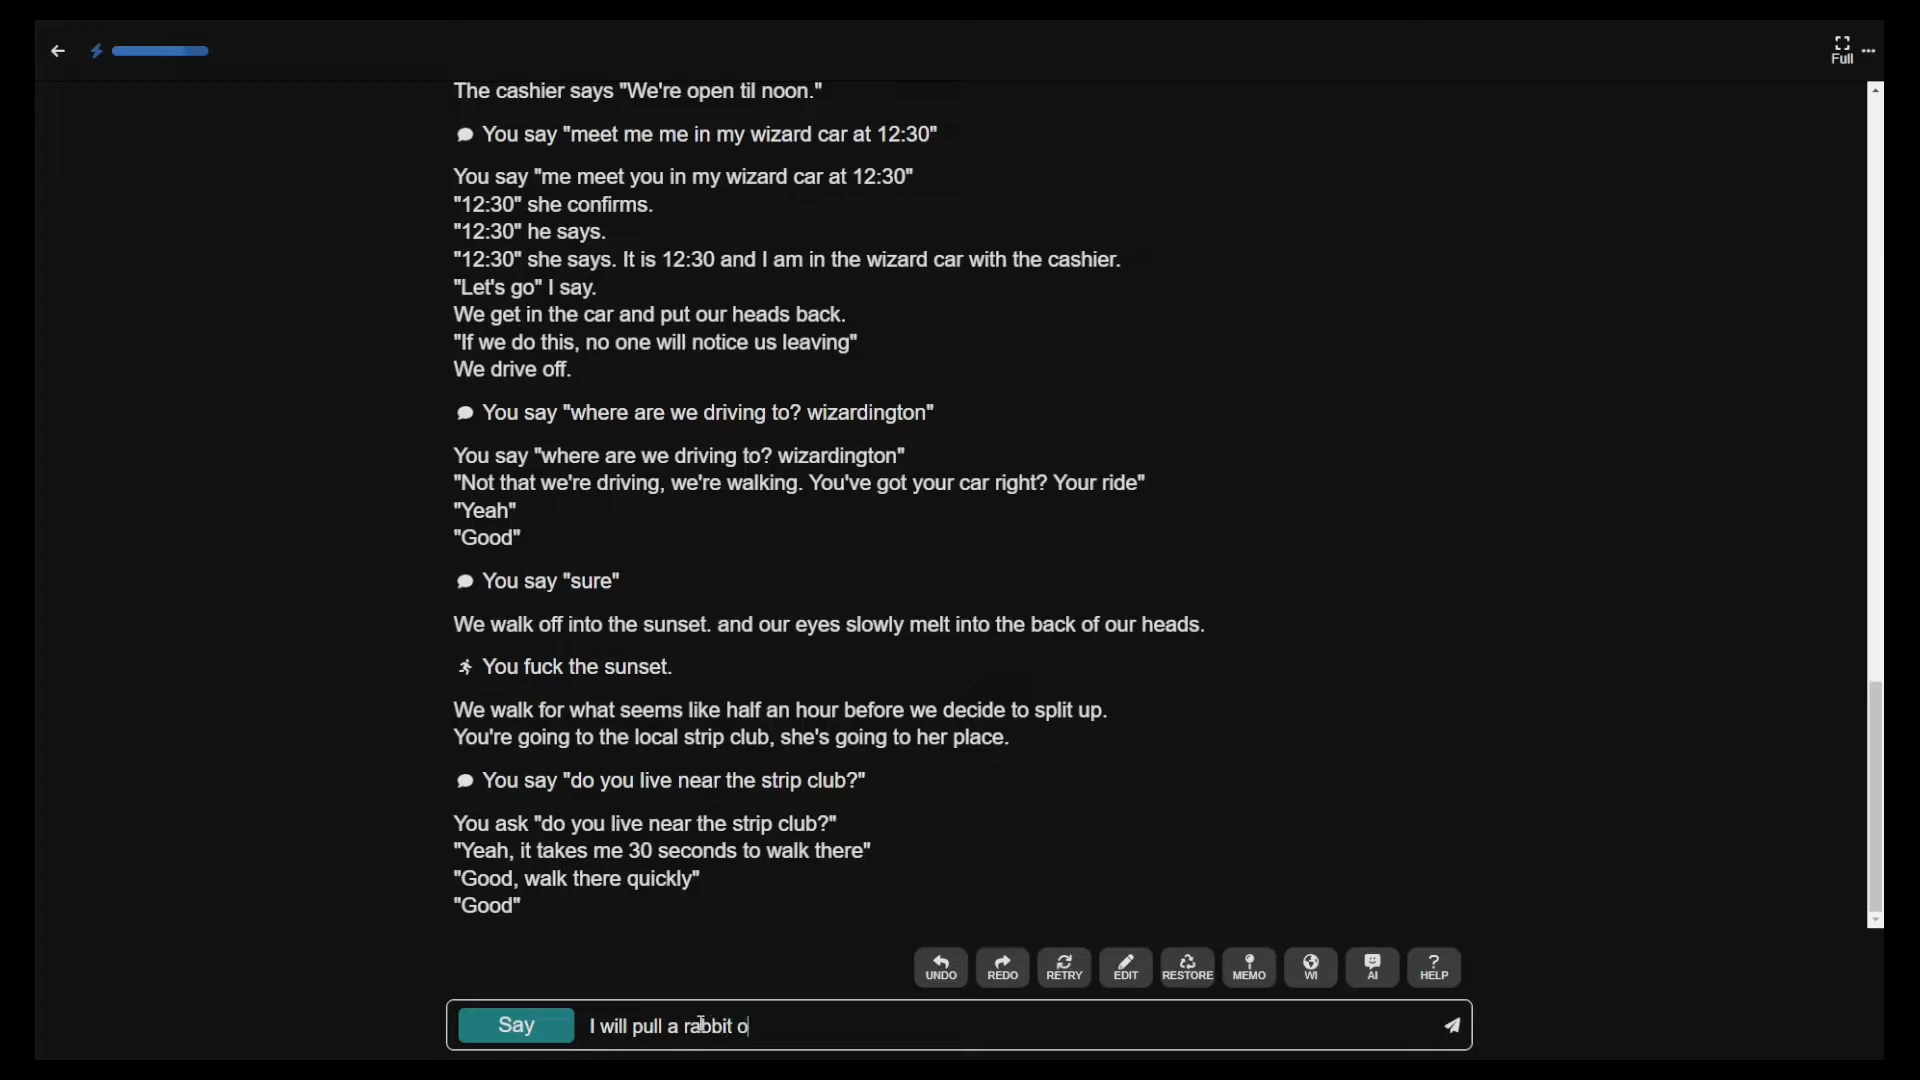 Full
The cashier says "We're open til noon."
You say "meet me me in my wizard car at 12:30"
You say "me meet you in my wizard car at 12:30"
"12:30" she confirms.
"12:30" he says.
"12:30" she says. It is 12:30 and I am in the wizard car with the cashier.
"Let's go" I say.
We get in the car and put our heads back.
"If we do this, no one will notice us leaving"
We drive off.
You say "where are we driving to? wizardington"
You say "where are we driving to? wizardington"
"Not that we're driving, we're walking. You've got your car right? Your ride"
"Yeah"
"Good"
You say "sure"
We walk off into the sunset. and our eyes slowly melt into the back of our heads.
You fuck the sunset.
We walk for what seems like half an hour before we decide to split up.
You're going to the local strip club, she's going to her place.
You say "do you live near the strip club?"
You ask "do you live near the strip club?"
"Yeah, it takes me 30 seconds to walk there"
"Good, walk there quickly"
"Good"
UNDO REDO RETRY EDIT RESTORE MEMO WI AI ? HELP
Say I will pull a rabbit o